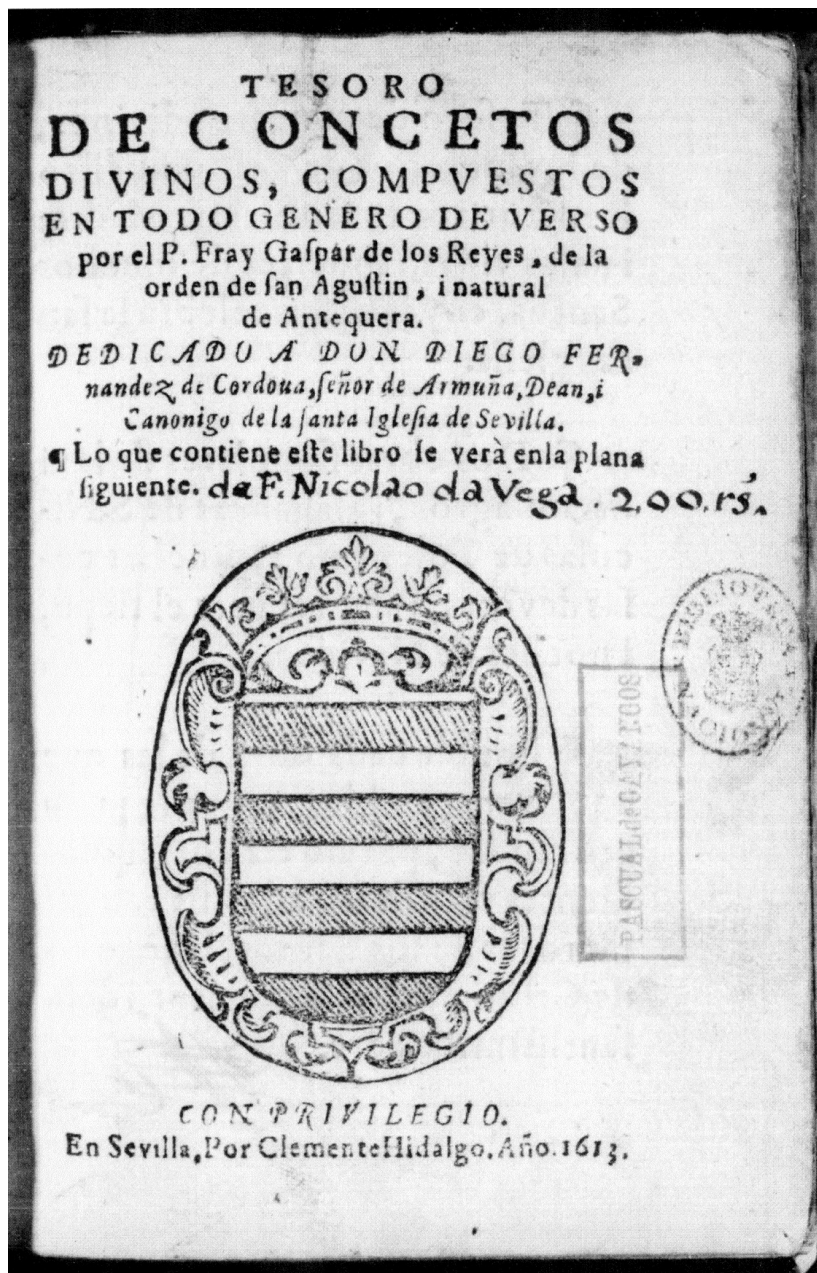 TESORO
DE CONCETOS
DIVINOS, COMPVESTOS
EN TODO GENERO DE VERSO
por el P. Fray Gaſpar de los Reyes, de la
orden de ſan Aguſtin, i natural
de Antequera.
DEDICADO A DON DIEGO FER-
nandez de Cordoua, ſeñor de Armuña, Dean, i
Canonigo de la ſanta Igleſia de Sevilla.
¶ Lo que contiene eſte libro ſe verà enla plana
ſiguiente. de F. Nicolao da Vega. 200. rs.
BIBLIOTECA NACIONAL
PASCUAL de GAYANGOS
CON PRIVILEGIO.
En Sevilla, Por Clemente Hidalgo. Año. 1613.